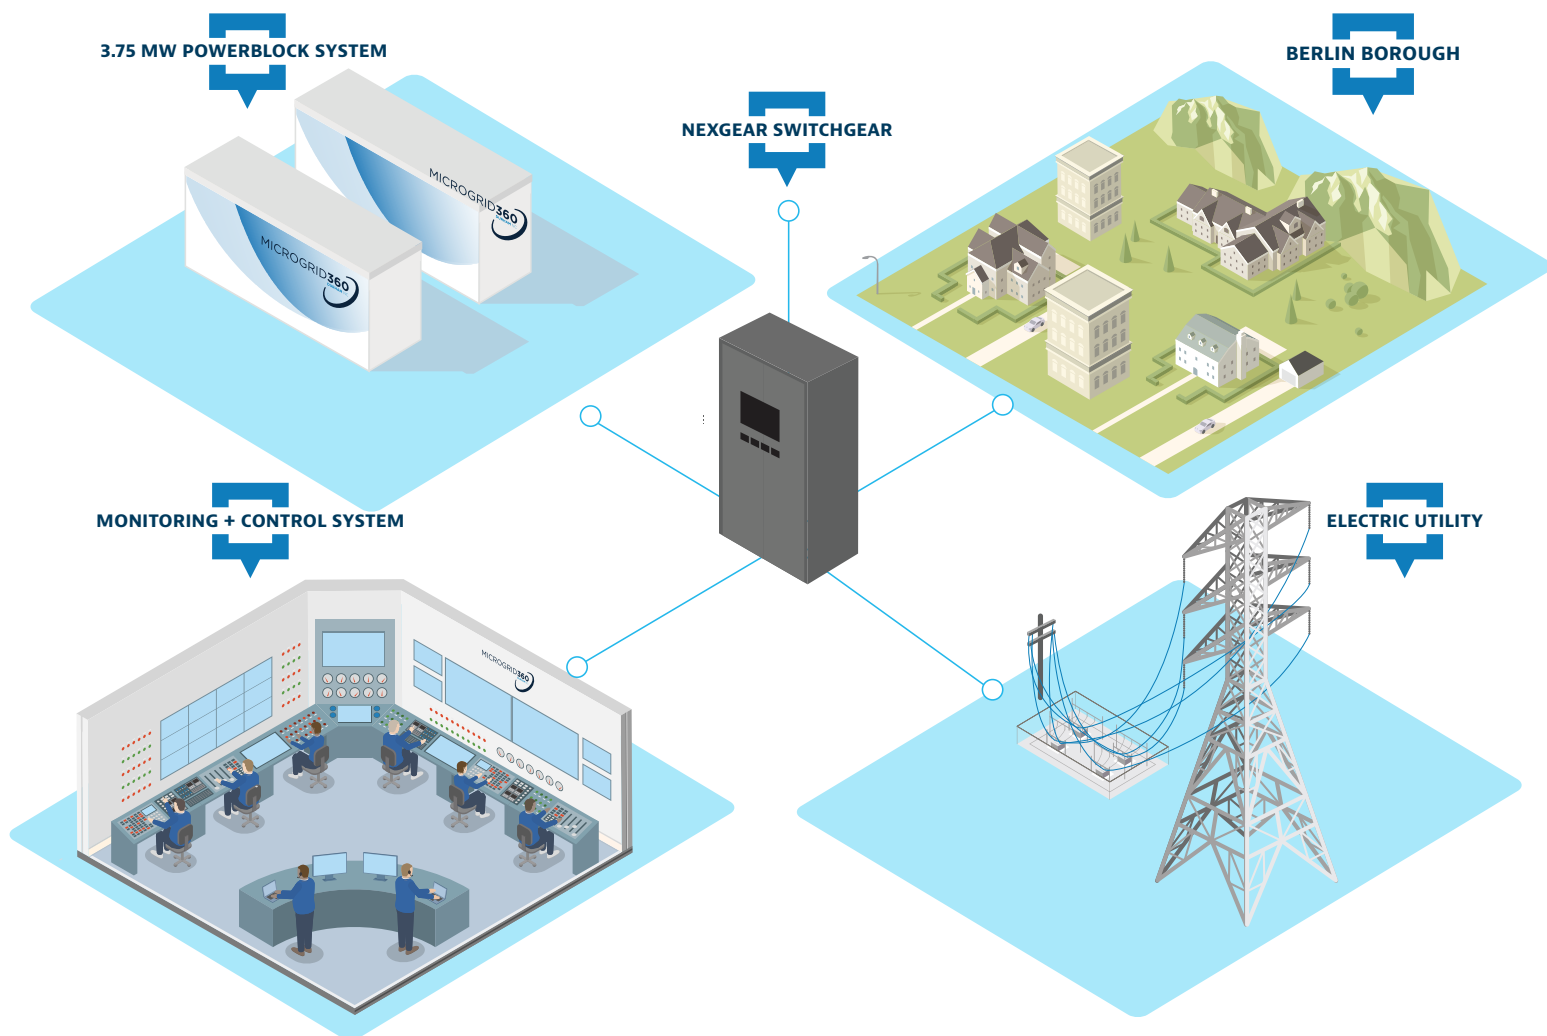 3.75 MW POWERBLOCK SYSTEM
BERLIN BOROUGH
NEXGEAR SWITCHGEAR
MICROGRID360
MICROGRID360
MONITORING + CONTROL SYSTEM
ELECTRIC UTILITY
MICROGRID360